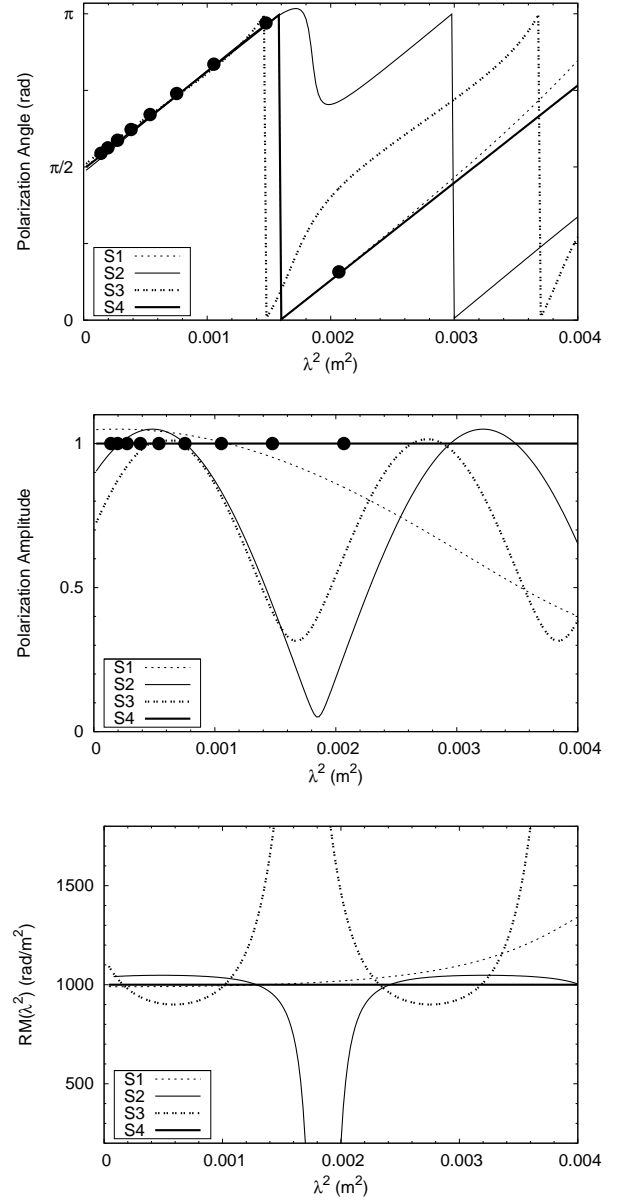 π
π/2
0
Polarization Angle (rad)
S1
S2
S3
S4
0 0.001 0.002 0.003 0.004
λ² (m²)
1
0.5
0
Polarization Amplitude
S1
S2
S3
S4
0 0.001 0.002 0.003 0.004
λ² (m²)
1500
1000
500
RM(λ²) (rad/m²)
S1
S2
S3
S4
0 0.001 0.002 0.003 0.004
λ² (m²)